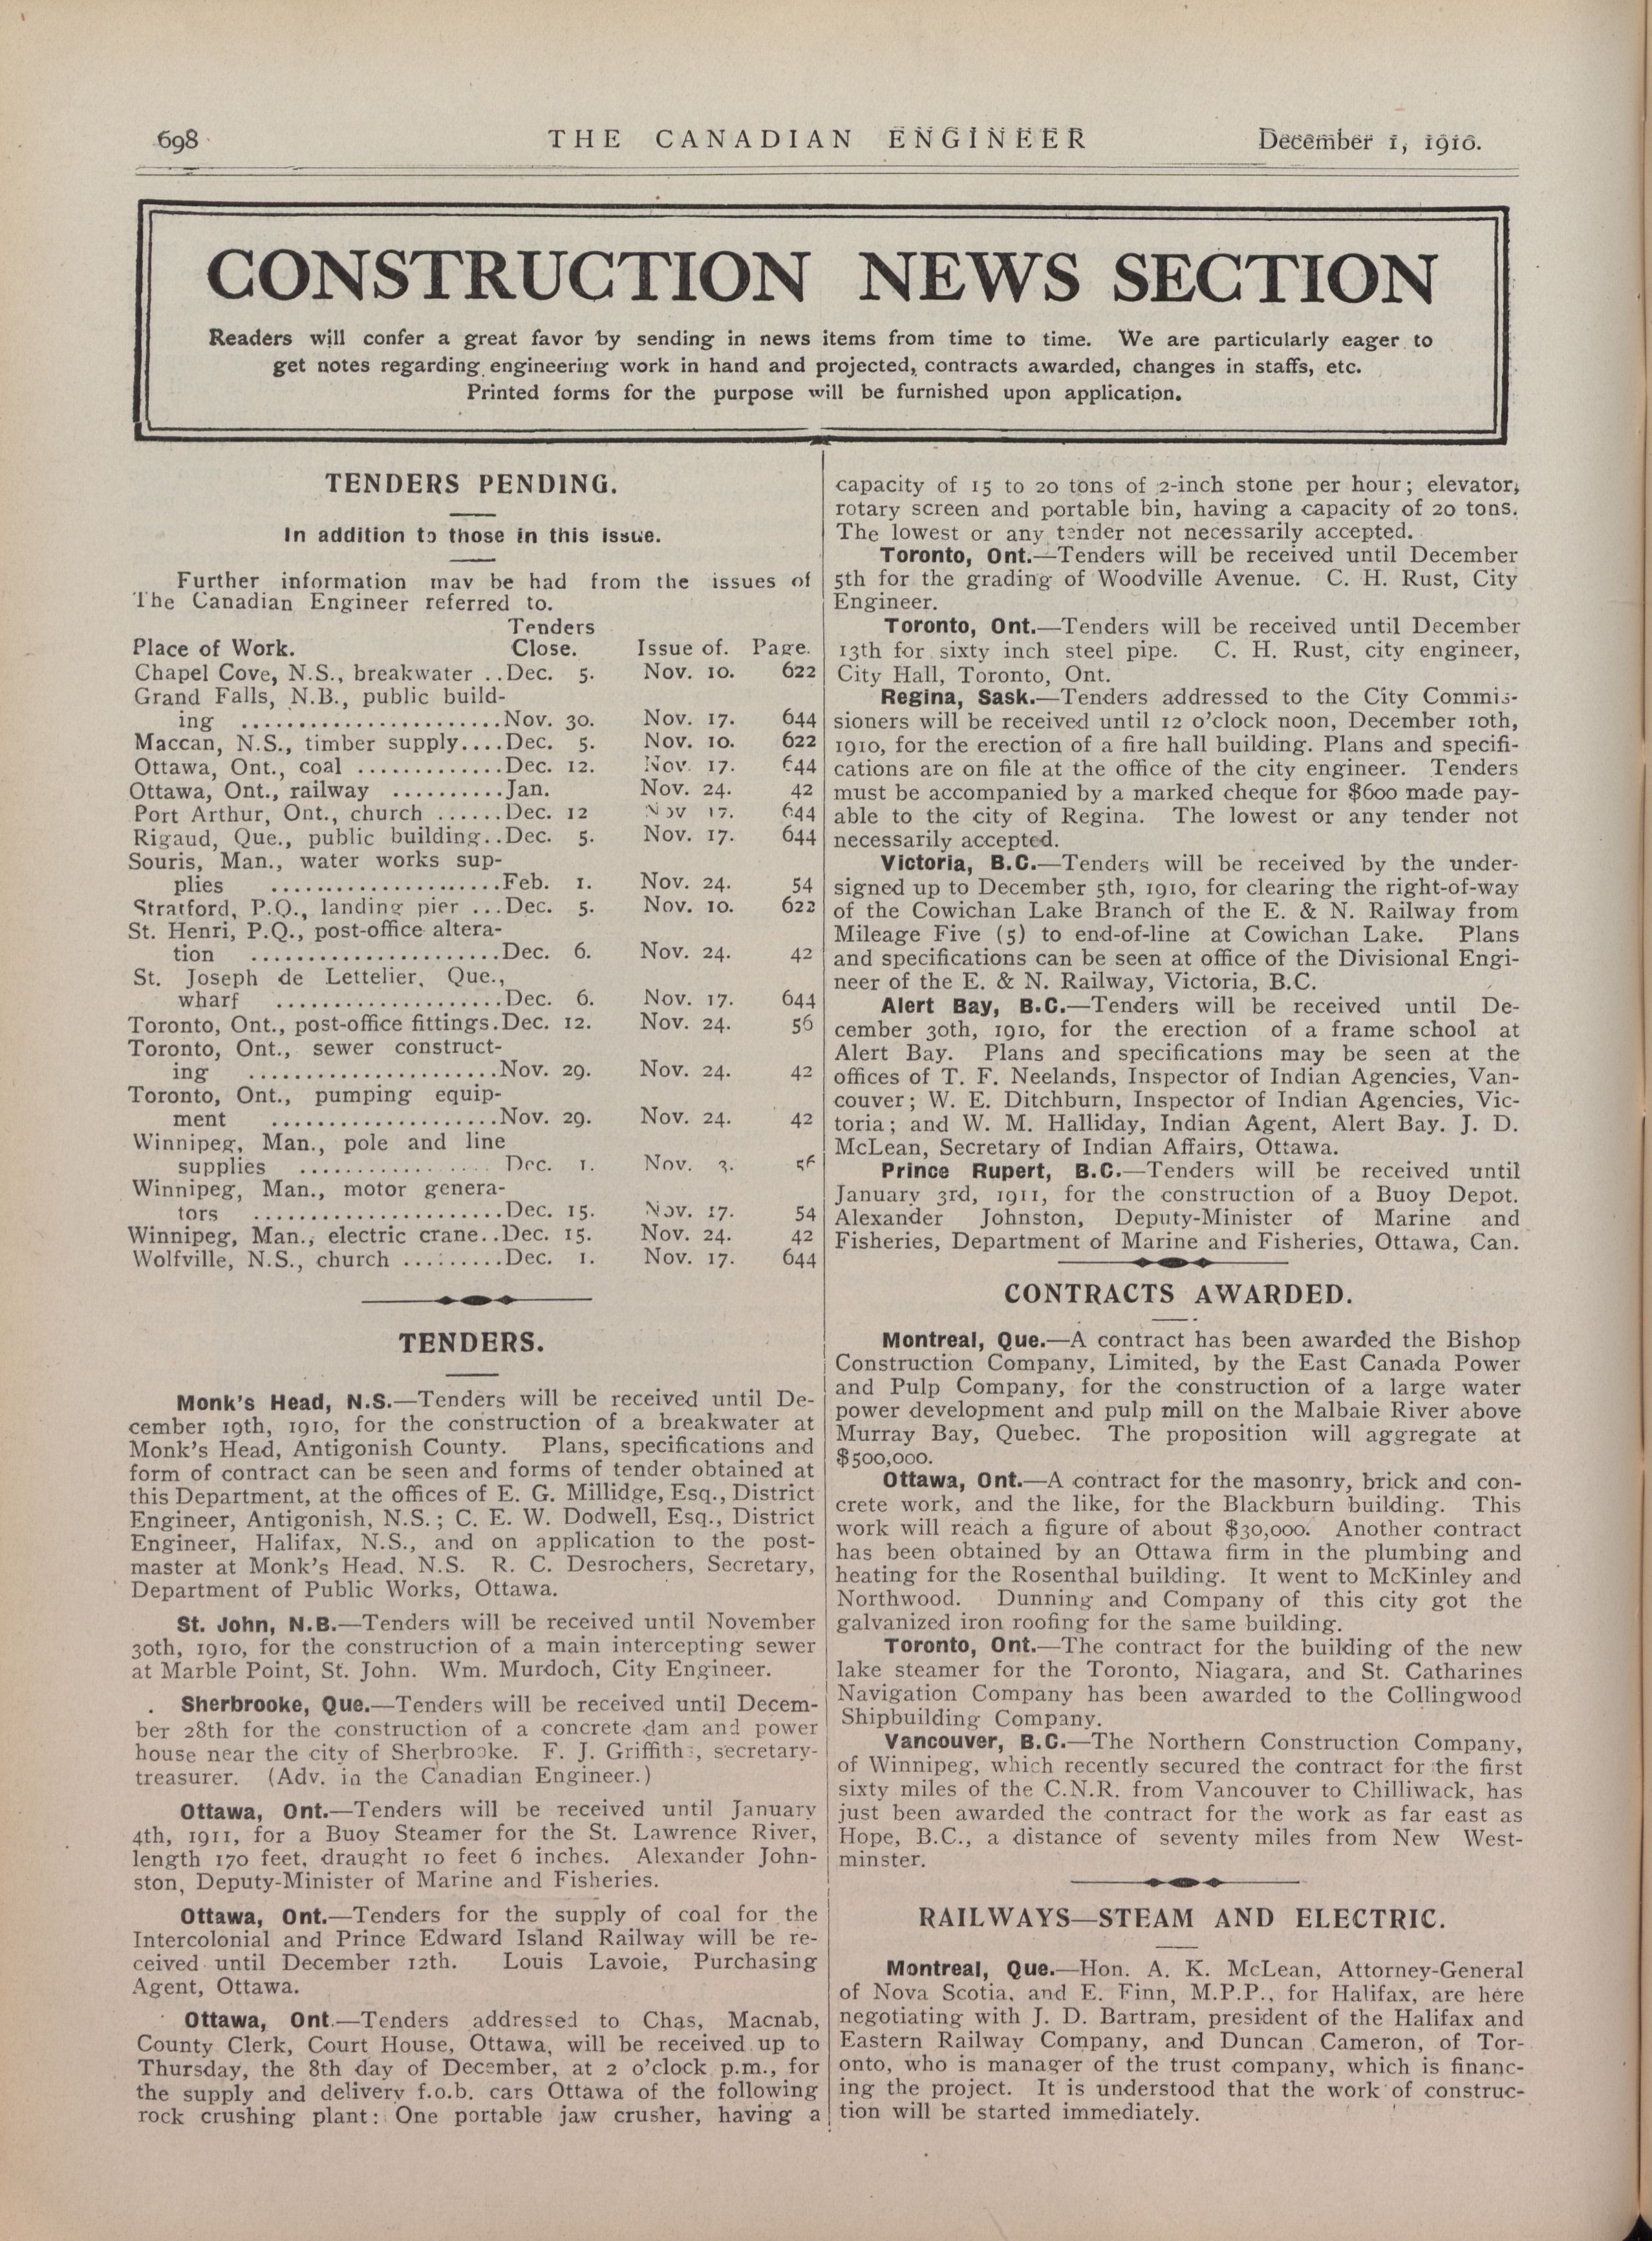 698
THE CANADIAN ENGINEER
December 1, 1910.
CONSTRUCTION NEWS SECTION
Readers will confer a great favor by sending in news items from time to time. We are particularly eager to
get notes regarding engineering work in hand and projected, contracts awarded, changes in staffs, etc.
Printed forms for the purpose will be furnished upon application.
TENDERS PENDING.
In addition to those in this issue.
Further information may be had from the issues of
The Canadian Engineer referred to.
Tenders
Place of Work. Close. Issue of. Page.
Chapel Cove, N.S., breakwater ..Dec. 5. Nov. 10. 622
Grand Falls, N.B., public build-
ing .......................Nov. 30. Nov. 17. 644
Maccan, N.S., timber supply....Dec. 5. Nov. 10. 622
Ottawa, Ont., coal .............Dec. 12. Nov. 17. 644
Ottawa, Ont., railway ..........Jan. Nov. 24. 42
Port Arthur, Ont., church ......Dec. 12 Nov 17. 644
Rigaud, Que., public building..Dec. 5. Nov. 17. 644
Souris, Man., water works sup-
plies .....................Feb. 1. Nov. 24. 54
Stratford, P.Q., landing pier ...Dec. 5. Nov. 10. 622
St. Henri, P.Q., post-office altera-
tion ......................Dec. 6. Nov. 24. 42
St. Joseph de Lettelier, Que.,
wharf ....................Dec. 6. Nov. 17. 644
Toronto, Ont., post-office fittings.Dec. 12. Nov. 24. 56
Toronto, Ont., sewer construct-
ing ......................Nov. 29. Nov. 24. 42
Toronto, Ont., pumping equip-
ment ....................Nov. 29. Nov. 24. 42
Winnipeg, Man., pole and line
supplies ................. Dec. 1. Nov. 3. 56
Winnipeg, Man., motor genera-
tors ......................Dec. 15. Nov. 17. 54
Winnipeg, Man., electric crane..Dec. 15. Nov. 24. 42
Wolfville, N.S., church .........Dec. 1. Nov. 17. 644
TENDERS.
Monk's Head, N.S.—Tenders will be received until De-
cember 19th, 1910, for the construction of a breakwater at
Monk's Head, Antigonish County. Plans, specifications and
form of contract can be seen and forms of tender obtained at
this Department, at the offices of E. G. Millidge, Esq., District
Engineer, Antigonish, N.S.; C. E. W. Dodwell, Esq., District
Engineer, Halifax, N.S., and on application to the post-
master at Monk's Head, N.S. R. C. Desrochers, Secretary,
Department of Public Works, Ottawa.
St. John, N.B.—Tenders will be received until November
30th, 1910, for the construction of a main intercepting sewer
at Marble Point, St. John. Wm. Murdoch, City Engineer.
Sherbrooke, Que.—Tenders will be received until Decem-
ber 28th for the construction of a concrete dam and power
house near the city of Sherbrooke. F. J. Griffiths, secretary-
treasurer. (Adv. in the Canadian Engineer.)
Ottawa, Ont.—Tenders will be received until January
4th, 1911, for a Buoy Steamer for the St. Lawrence River,
length 170 feet, draught 10 feet 6 inches. Alexander John-
ston, Deputy-Minister of Marine and Fisheries.
Ottawa, Ont.—Tenders for the supply of coal for the
Intercolonial and Prince Edward Island Railway will be re-
ceived until December 12th. Louis Lavoie, Purchasing
Agent, Ottawa.
Ottawa, Ont.—Tenders addressed to Chas, Macnab,
County Clerk, Court House, Ottawa, will be received up to
Thursday, the 8th day of December, at 2 o'clock p.m., for
the supply and delivery f.o.b. cars Ottawa of the following
rock crushing plant: One portable jaw crusher, having a
capacity of 15 to 20 tons of 2-inch stone per hour; elevator,
rotary screen and portable bin, having a capacity of 20 tons.
The lowest or any tender not necessarily accepted.
Toronto, Ont.—Tenders will be received until December
5th for the grading of Woodville Avenue. C. H. Rust, City
Engineer.
Toronto, Ont.—Tenders will be received until December
13th for sixty inch steel pipe. C. H. Rust, city engineer,
City Hall, Toronto, Ont.
Regina, Sask.—Tenders addressed to the City Commis-
sioners will be received until 12 o'clock noon, December 10th,
1910, for the erection of a fire hall building. Plans and specifi-
cations are on file at the office of the city engineer. Tenders
must be accompanied by a marked cheque for $600 made pay-
able to the city of Regina. The lowest or any tender not
necessarily accepted.
Victoria, B.C.—Tenders will be received by the under-
signed up to December 5th, 1910, for clearing the right-of-way
of the Cowichan Lake Branch of the E. & N. Railway from
Mileage Five (5) to end-of-line at Cowichan Lake. Plans
and specifications can be seen at office of the Divisional Engi-
neer of the E. & N. Railway, Victoria, B.C.
Alert Bay, B.C.—Tenders will be received until De-
cember 30th, 1910, for the erection of a frame school at
Alert Bay. Plans and specifications may be seen at the
offices of T. F. Neelands, Inspector of Indian Agencies, Van-
couver; W. E. Ditchburn, Inspector of Indian Agencies, Vic-
toria; and W. M. Halliday, Indian Agent, Alert Bay. J. D.
McLean, Secretary of Indian Affairs, Ottawa.
Prince Rupert, B.C.—Tenders will be received until
January 3rd, 1911, for the construction of a Buoy Depot.
Alexander Johnston, Deputy-Minister of Marine and
Fisheries, Department of Marine and Fisheries, Ottawa, Can.
CONTRACTS AWARDED.
Montreal, Que.—A contract has been awarded the Bishop
Construction Company, Limited, by the East Canada Power
and Pulp Company, for the construction of a large water
power development and pulp mill on the Malbaie River above
Murray Bay, Quebec. The proposition will aggregate at
$500,000.
Ottawa, Ont.—A contract for the masonry, brick and con-
crete work, and the like, for the Blackburn building. This
work will reach a figure of about $30,000. Another contract
has been obtained by an Ottawa firm in the plumbing and
heating for the Rosenthal building. It went to McKinley and
Northwood. Dunning and Company of this city got the
galvanized iron roofing for the same building.
Toronto, Ont.—The contract for the building of the new
lake steamer for the Toronto, Niagara, and St. Catharines
Navigation Company has been awarded to the Collingwood
Shipbuilding Company.
Vancouver, B.C.—The Northern Construction Company,
of Winnipeg, which recently secured the contract for the first
sixty miles of the C.N.R. from Vancouver to Chilliwack, has
just been awarded the contract for the work as far east as
Hope, B.C., a distance of seventy miles from New West-
minster.
RAILWAYS—STEAM AND ELECTRIC.
Montreal, Que.—Hon. A. K. McLean, Attorney-General
of Nova Scotia, and E. Finn, M.P.P., for Halifax, are here
negotiating with J. D. Bartram, president of the Halifax and
Eastern Railway Company, and Duncan Cameron, of Tor-
onto, who is manager of the trust company, which is financ-
ing the project. It is understood that the work of construc-
tion will be started immediately.